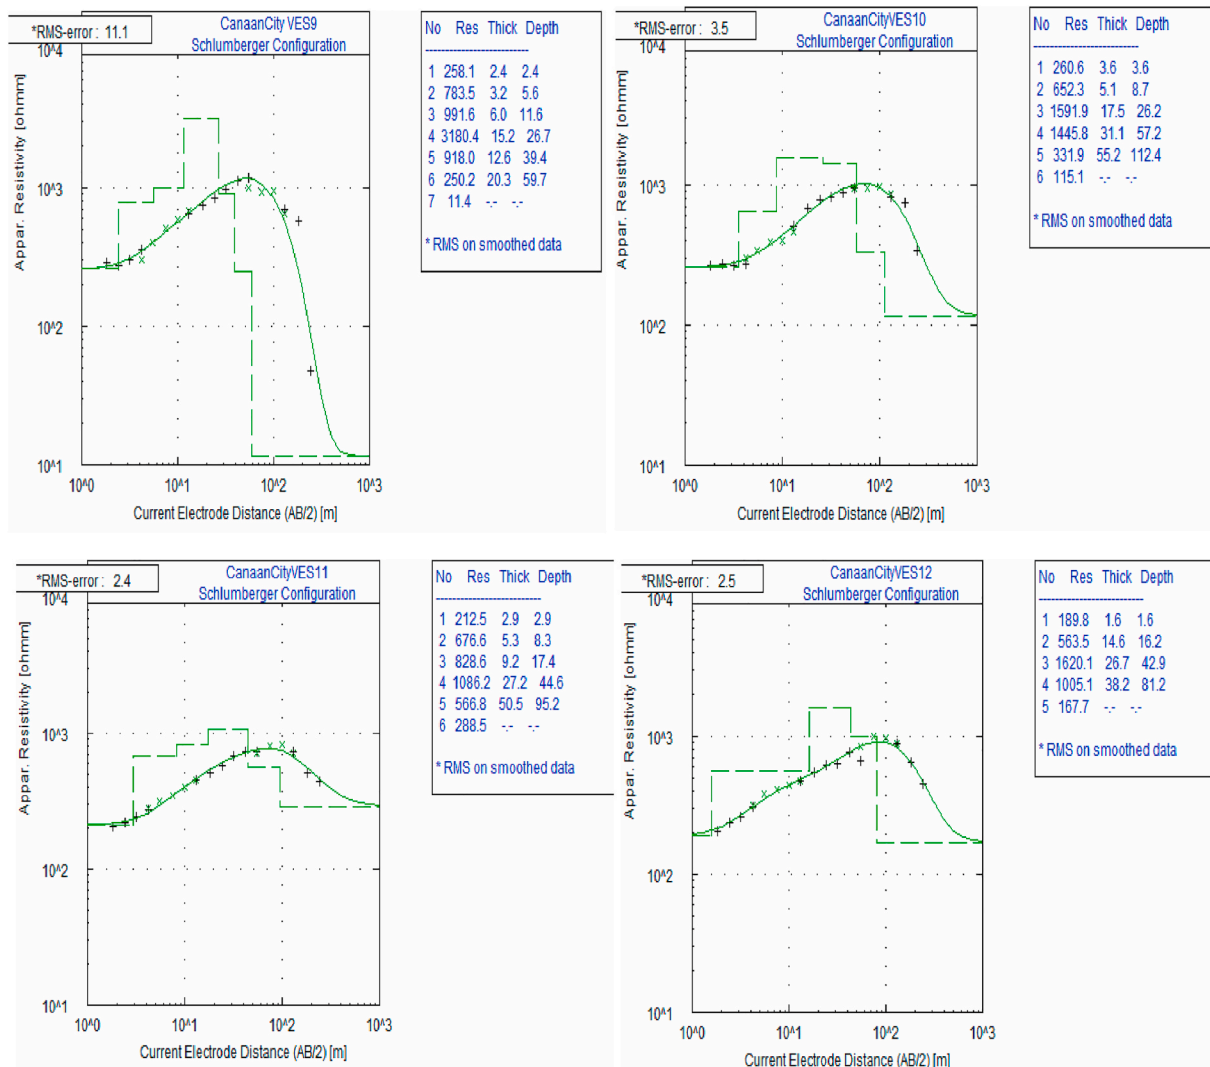 *RMS-error : 11.1
CanaanCity VES9
Schlumberger Configuration
10^4
10^3
10^2
10^1
Appar. Resistivity [ohmm]
10^0 10^1 10^2 10^3
Current Electrode Distance (AB/2) [m]
No Res Thick Depth
1 258.1 2.4 2.4
2 783.5 3.2 5.6
3 991.6 6.0 11.6
4 3180.4 15.2 26.7
5 918.0 12.6 39.4
6 250.2 20.3 59.7
7 11.4 -.- -.-
* RMS on smoothed data
*RMS-error : 3.5
CanaanCityVES10
Schlumberger Configuration
10^4
10^3
10^2
10^1
Appar. Resistivity [ohmm]
10^0 10^1 10^2 10^3
Current Electrode Distance (AB/2) [m]
No Res Thick Depth
1 260.6 3.6 3.6
2 652.3 5.1 8.7
3 1591.9 17.5 26.2
4 1445.8 31.1 57.2
5 331.9 55.2 112.4
6 115.1 -.- -.-
* RMS on smoothed data
*RMS-error : 2.4
CanaanCityVES11
Schlumberger Configuration
10^4
10^3
10^2
10^1
Appar. Resistivity [ohmm]
10^0 10^1 10^2 10^3
Current Electrode Distance (AB/2) [m]
No Res Thick Depth
1 212.5 2.9 2.9
2 676.6 5.3 8.3
3 828.6 9.2 17.4
4 1086.2 27.2 44.6
5 566.8 50.5 95.2
6 288.5 -.- -.-
* RMS on smoothed data
*RMS-error : 2.5
CanaanCityVES12
Schlumberger Configuration
10^4
10^3
10^2
10^1
Appar. Resistivity [ohmm]
10^0 10^1 10^2 10^3
Current Electrode Distance (AB/2) [m]
No Res Thick Depth
1 189.8 1.6 1.6
2 563.5 14.6 16.2
3 1620.1 26.7 42.9
4 1005.1 38.2 81.2
5 167.7 -.- -.-
* RMS on smoothed data